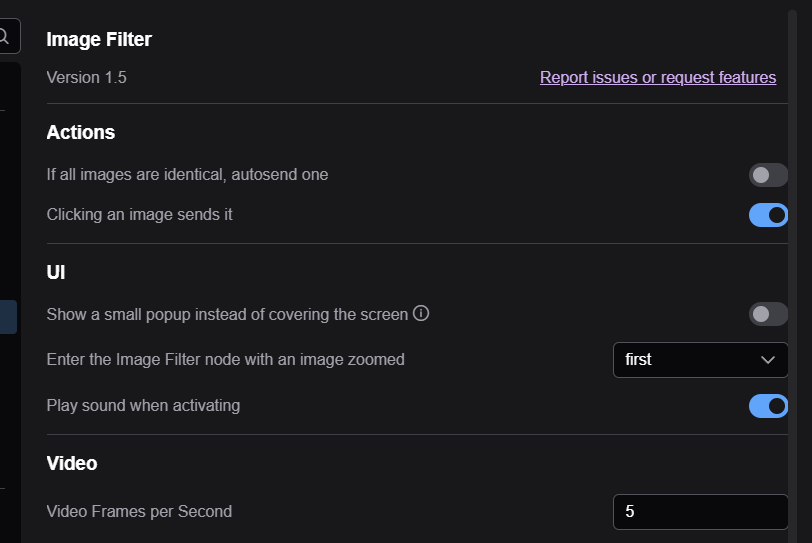 Image Filter
Version 1.5
Report issues or request features
Actions
If all images are identical, autosend one
Clicking an image sends it
UI
Show a small popup instead of covering the screen
Enter the Image Filter node with an image zoomed
first
Play sound when activating
Video
Video Frames per Second
5